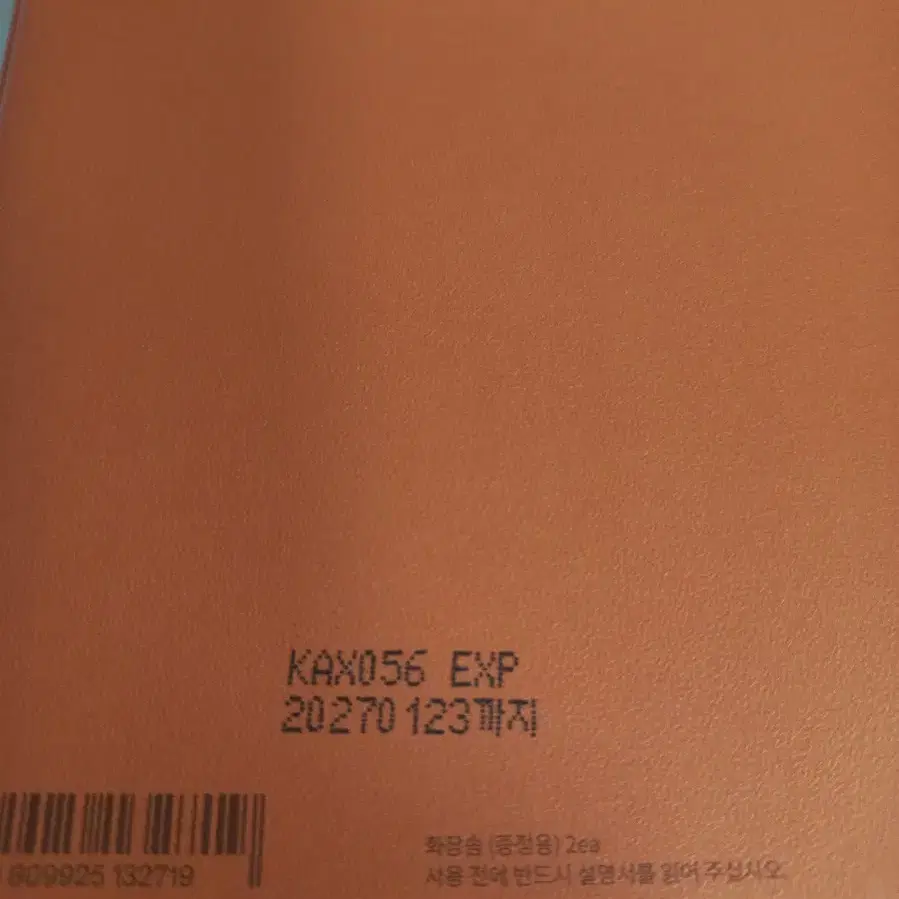 KAX056 EXP
20270123까지
809925 132719
화장솜 (증정용) 2ea
사용 전에 반드시 설명서를 읽어 주십시오.